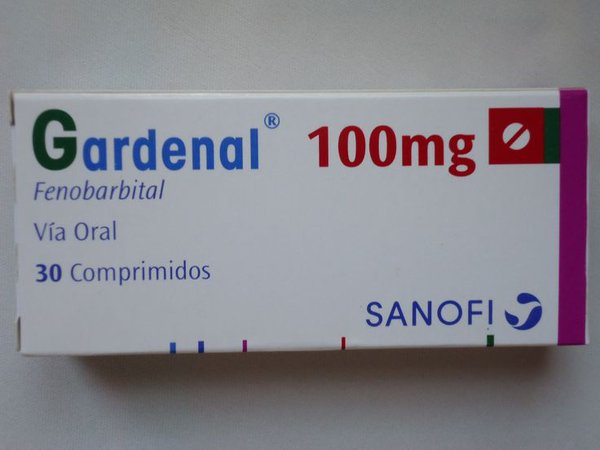 Gardenal® 100mg
Fenobarbital
Vía Oral
30 Comprimidos
SANOFI